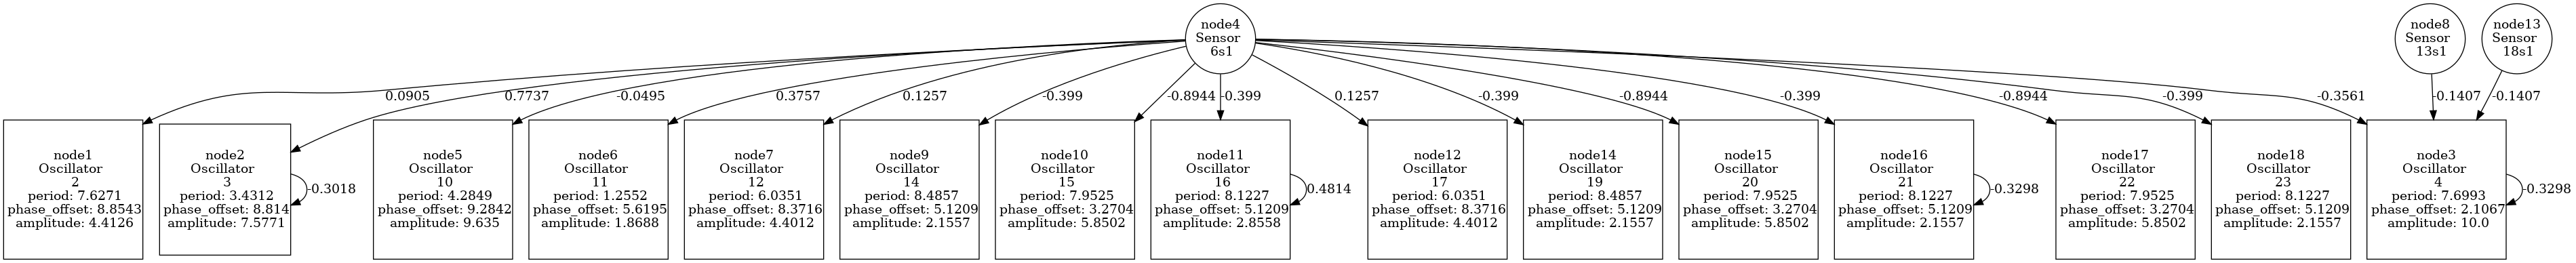 node4
Sensor
6s1
node8
Sensor
13s1
node13
Sensor
18s1
0.0905
0.7737
-0.0495
0.3757
0.1257
-0.399
-0.8944
-0.399
0.1257
-0.399
-0.8944
-0.399
-0.8944
-0.399
-0.3561
-0.1407
-0.1407
node1
Oscillator
2
period: 7.6271
phase_offset: 8.8543
amplitude: 4.4126
node2
Oscillator
3
period: 3.4312
phase_offset: 8.814
amplitude: 7.5771
-0.3018
node5
Oscillator
10
period: 4.2849
phase_offset: 9.2842
amplitude: 9.635
node6
Oscillator
11
period: 1.2552
phase_offset: 5.6195
amplitude: 1.8688
node7
Oscillator
12
period: 6.0351
phase_offset: 8.3716
amplitude: 4.4012
node9
Oscillator
14
period: 8.4857
phase_offset: 5.1209
amplitude: 2.1557
node10
Oscillator
15
period: 7.9525
phase_offset: 3.2704
amplitude: 5.8502
node11
Oscillator
16
period: 8.1227
phase_offset: 5.1209
amplitude: 2.8558
0.4814
node12
Oscillator
17
period: 6.0351
phase_offset: 8.3716
amplitude: 4.4012
node14
Oscillator
19
period: 8.4857
phase_offset: 5.1209
amplitude: 2.1557
node15
Oscillator
20
period: 7.9525
phase_offset: 3.2704
amplitude: 5.8502
node16
Oscillator
21
period: 8.1227
phase_offset: 5.1209
amplitude: 2.1557
-0.3298
node17
Oscillator
22
period: 7.9525
phase_offset: 3.2704
amplitude: 5.8502
node18
Oscillator
23
period: 8.1227
phase_offset: 5.1209
amplitude: 2.1557
node3
Oscillator
4
period: 7.6993
phase_offset: 2.1067
amplitude: 10.0
-0.3298